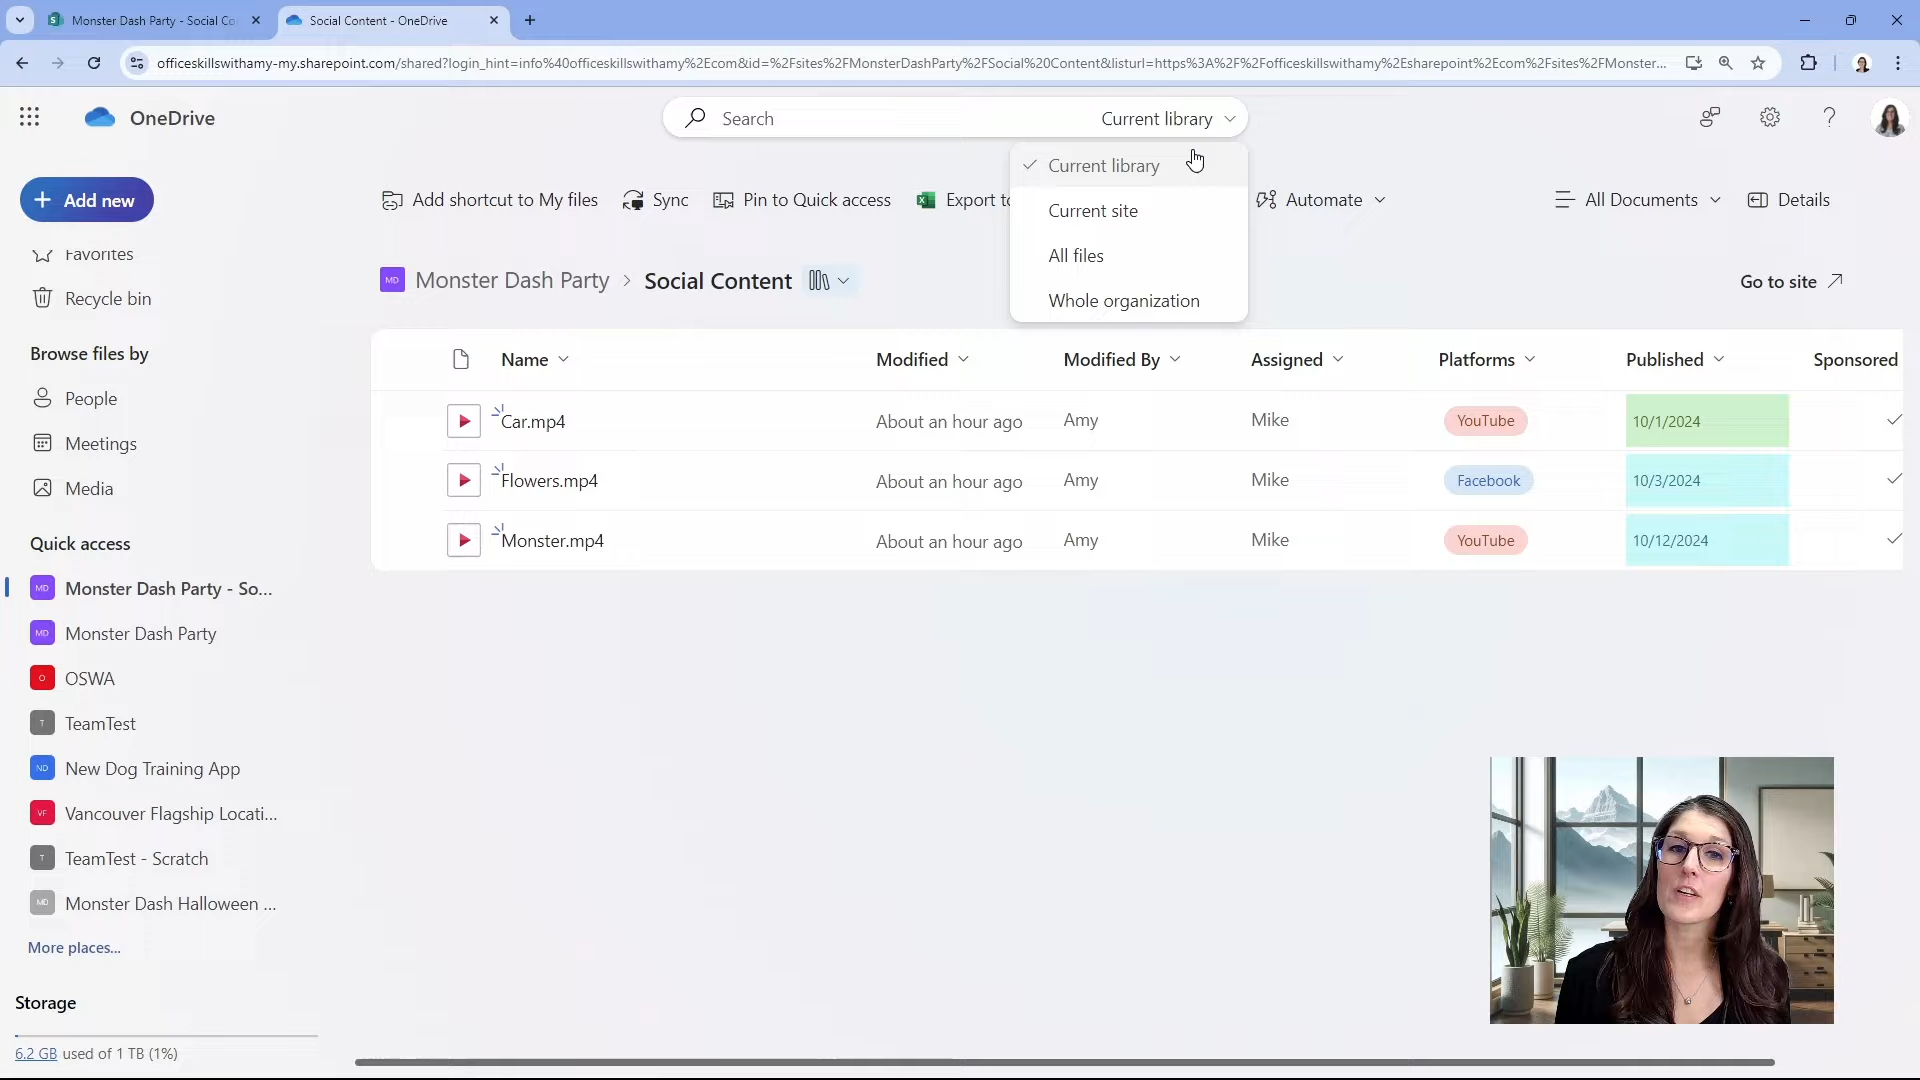 Monster Dash Party - Social Co
Social Content - OneDrive
officeskillswithamy-my.sharepoint.com/shared?login_hint=info%40officeskillswithamy%2Ecom&id=%2Fsites%2FMonsterDashParty%2FSocial%20Content&listurl=https%3A%2F%2Fofficeskillswithamy%2Esharepoint%2Ecom%2Fsites%2FMonster...
OneDrive
Search
Current library
Current library
Current site
All files
Whole organization
Add new
Add shortcut to My files
Sync
Pin to Quick access
Export to
Automate
All Documents
Details
Favorites
Recycle bin
Browse files by
People
Meetings
Media
Quick access
MD Monster Dash Party - So...
MD Monster Dash Party
O OSWA
T TeamTest
ND New Dog Training App
VF Vancouver Flagship Locati...
T TeamTest - Scratch
MD Monster Dash Halloween ...
More places...
Storage
6.2 GB used of 1 TB (1%)
MD Monster Dash Party > Social Content
Go to site
Name Modified Modified By Assigned Platforms Published Sponsored
Car.mp4 About an hour ago Amy Mike YouTube 10/1/2024
Flowers.mp4 About an hour ago Amy Mike Facebook 10/3/2024
Monster.mp4 About an hour ago Amy Mike YouTube 10/12/2024